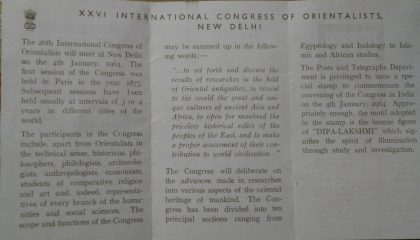 XXVI INTERNATIONAL CONGRESS OF ORIENTALISTS,
NEW DELHI
The 26th International Congress of
Orientalists will meet at New Delhi
on the 4th January, 1964. The
first session of the Congress was
held in Paris in the year 1873.
Subsequent sessions have been
held usually at intervals of 3 or 4
years in different cities of the
world.
The participants in the Congress
include, apart from Orientalists in
the technical sense, historians, phi-
losophers, philologists, archaeolo-
gists, anthropologists, economists,
students of comparative religion
and art and, indeed, represent-
atives of every branch of the huma-
nities and social sciences. The
scope and functions of the Congress
may be summed up in the follow-
ing words:—
"..to set forth and discuss the
results of researches in the field
of Oriental antiquities, to reveal
to the world the great and uni-
que cultures of ancient Asia and
Africa, to open for mankind the
priceless historical relics of the
peoples of the East, and to make
a proper assessment of their con-
tribution to world civilization.."
The Congress will deliberate on
the advances made in researches
into various aspects of the oriental
heritage of mankind. The Con-
gress has been divided into ten
principal sections ranging from
Egyptology and Indology to Isla-
mic and African studies.
The Posts and Telegraphs Depart-
ment is privileged to issue a spe-
cial stamp to commemorate the
convening of the Congress in India
on the 4th January, 1964. Appro-
priately enough, the motif adopted
in the stamp is the bronze figure
of "DIPA-LAKSHMI" which sig-
nifies the spirit of illumination
through study and investigation.